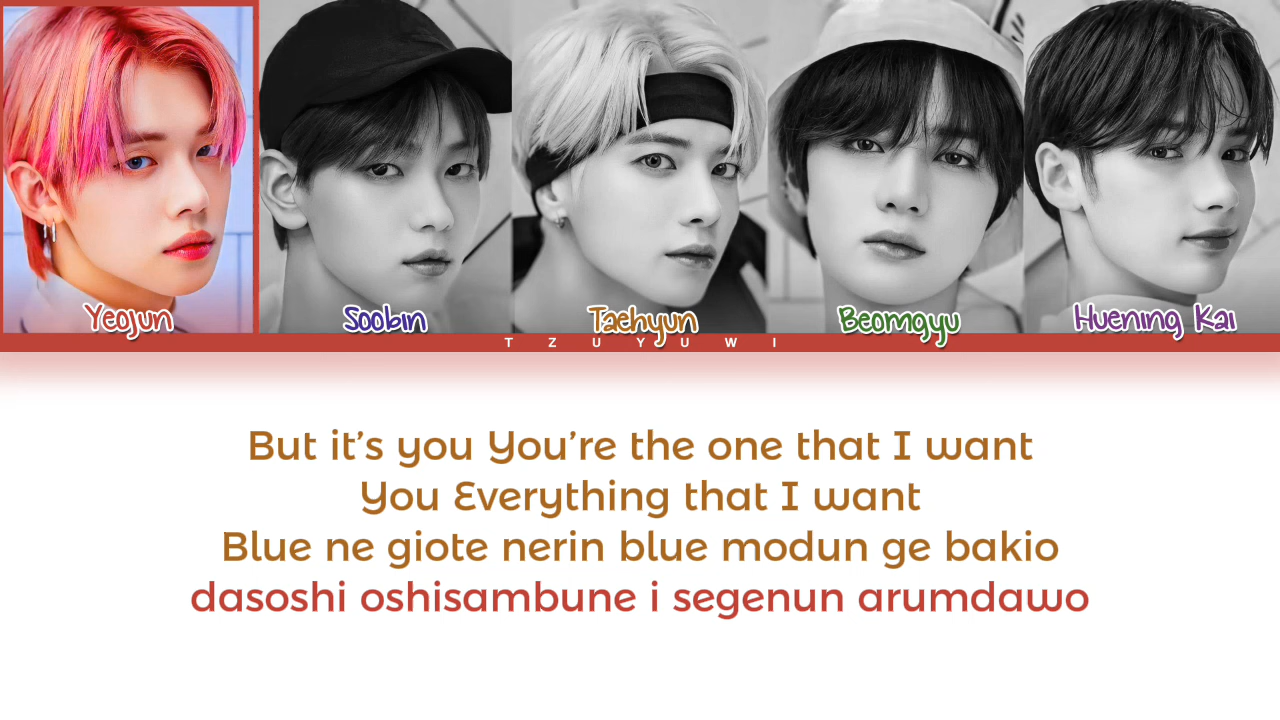 Yeojun Soobin Taehyun Beomgyu Huening Kai
T Z U Y U W I
But it’s you You’re the one that I want
You Everything that I want
Blue ne giote nerin blue modun ge bakio
dasoshi oshisambune i segenun arumdawo